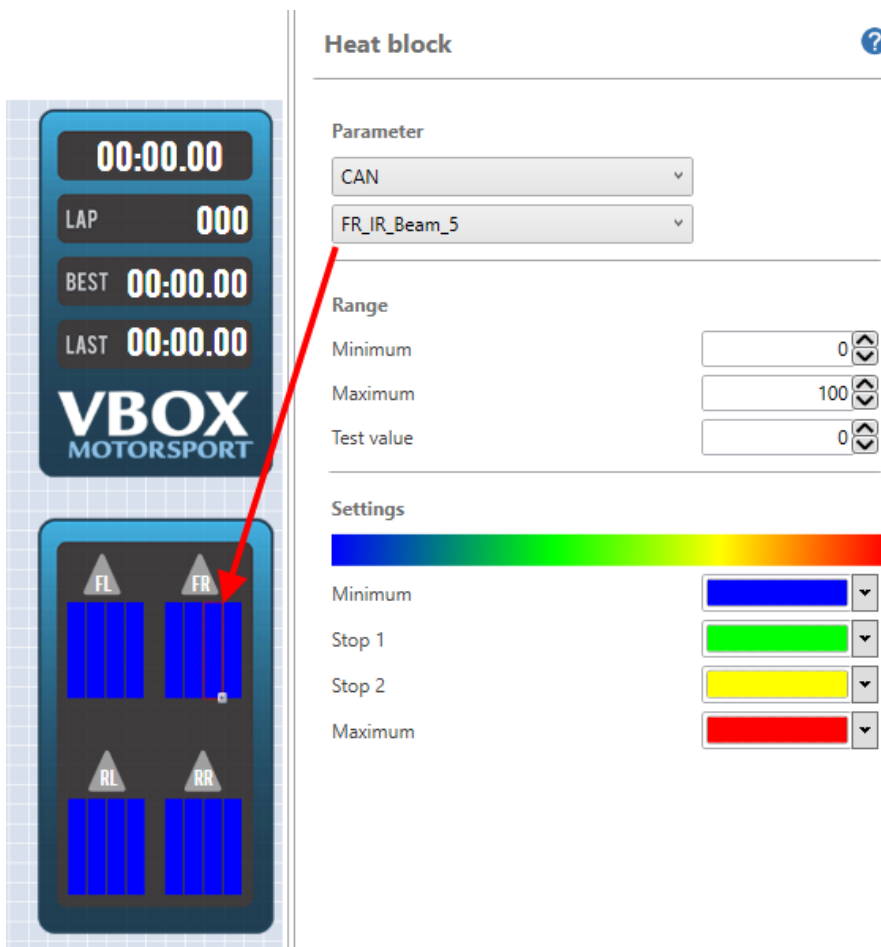 00:00.00
LAP 000
BEST 00:00.00
LAST 00:00.00
VBOX
MOTORSPORT
FL FR
RL RR
Heat block ?
Parameter
CAN
FR_IR_Beam_5
Range
Minimum 0
Maximum 100
Test value 0
Settings
Minimum
Stop 1
Stop 2
Maximum